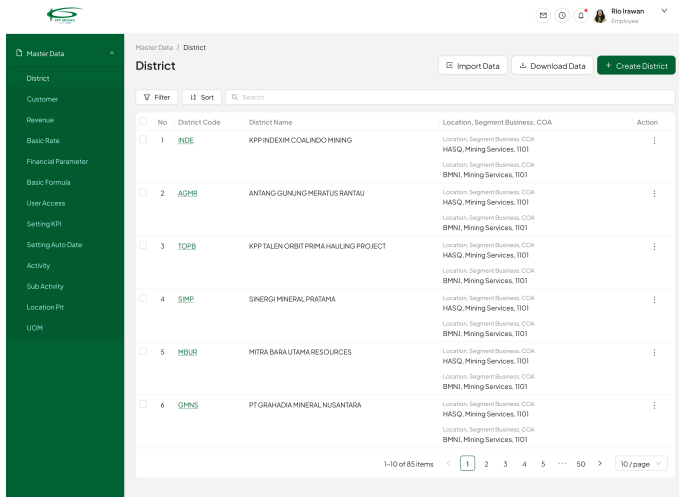 KPP MINING
Rio Irawan
Employee
Master Data
District
Customer
Revenue
Basic Rate
Financial Parameter
Basic Formula
User Access
Setting KPI
Setting Auto Date
Activity
Sub Activity
Location Pit
UOM
Master Data / District
District
Import Data
Download Data
+ Create District
Filter
Sort
Search
No District Code District Name Location, Segment Business, COA Action
1 INDE KPP INDEXIM COALINDO MINING Location, Segment Business, COA
HASQ, Mining Services, 1101
Location, Segment Business, COA
BMNJ, Mining Services, 1101
2 AGMR ANTANG GUNUNG MERATUS RANTAU Location, Segment Business, COA
HASQ, Mining Services, 1101
Location, Segment Business, COA
BMNJ, Mining Services, 1101
3 TOPB KPP TALEN ORBIT PRIMA HAULING PROJECT Location, Segment Business, COA
HASQ, Mining Services, 1101
Location, Segment Business, COA
BMNJ, Mining Services, 1101
4 SIMP SINERGI MINERAL PRATAMA Location, Segment Business, COA
HASQ, Mining Services, 1101
Location, Segment Business, COA
BMNJ, Mining Services, 1101
5 MBUR MITRA BARA UTAMA RESOURCES Location, Segment Business, COA
HASQ, Mining Services, 1101
Location, Segment Business, COA
BMNJ, Mining Services, 1101
6 GMNS PT GRAHADIA MINERAL NUSANTARA Location, Segment Business, COA
HASQ, Mining Services, 1101
Location, Segment Business, COA
BMNJ, Mining Services, 1101
1-10 of 85 items < 1 2 3 4 5 ••• 50 > 10 / page